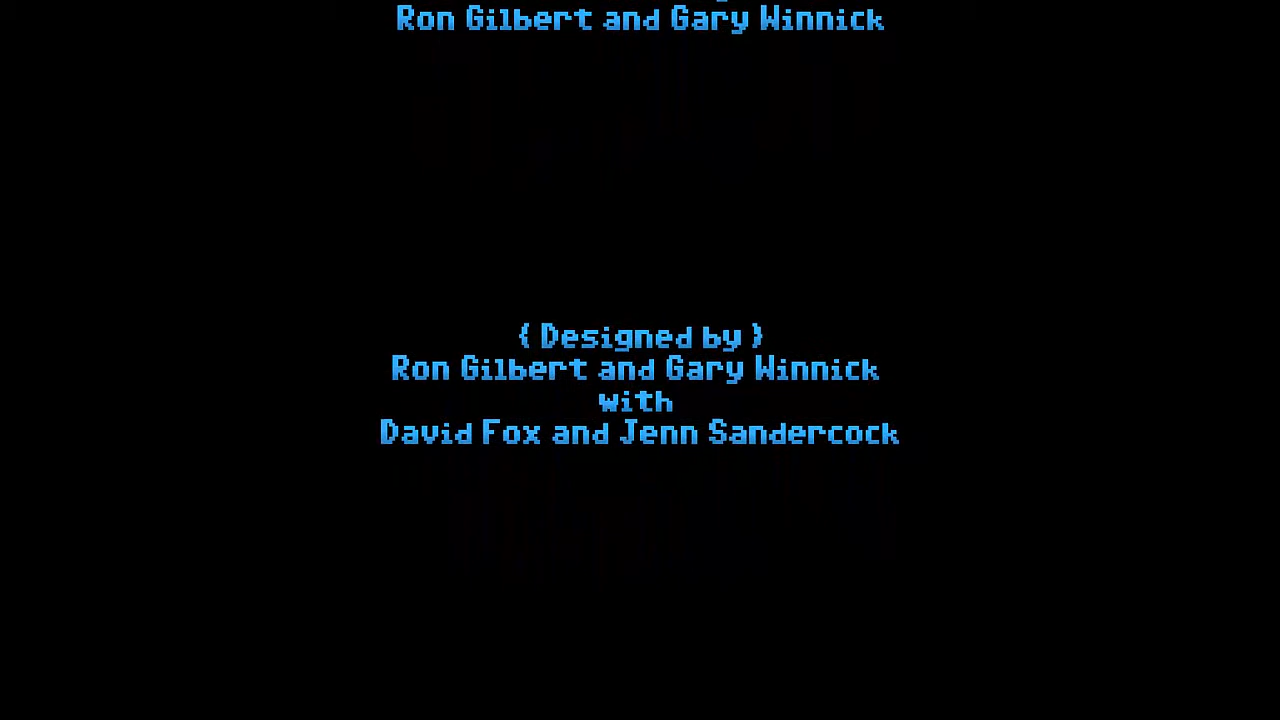 Ron Gilbert and Gary Winnick
{ Designed by }
Ron Gilbert and Gary Winnick
with
David Fox and Jenn Sandercock